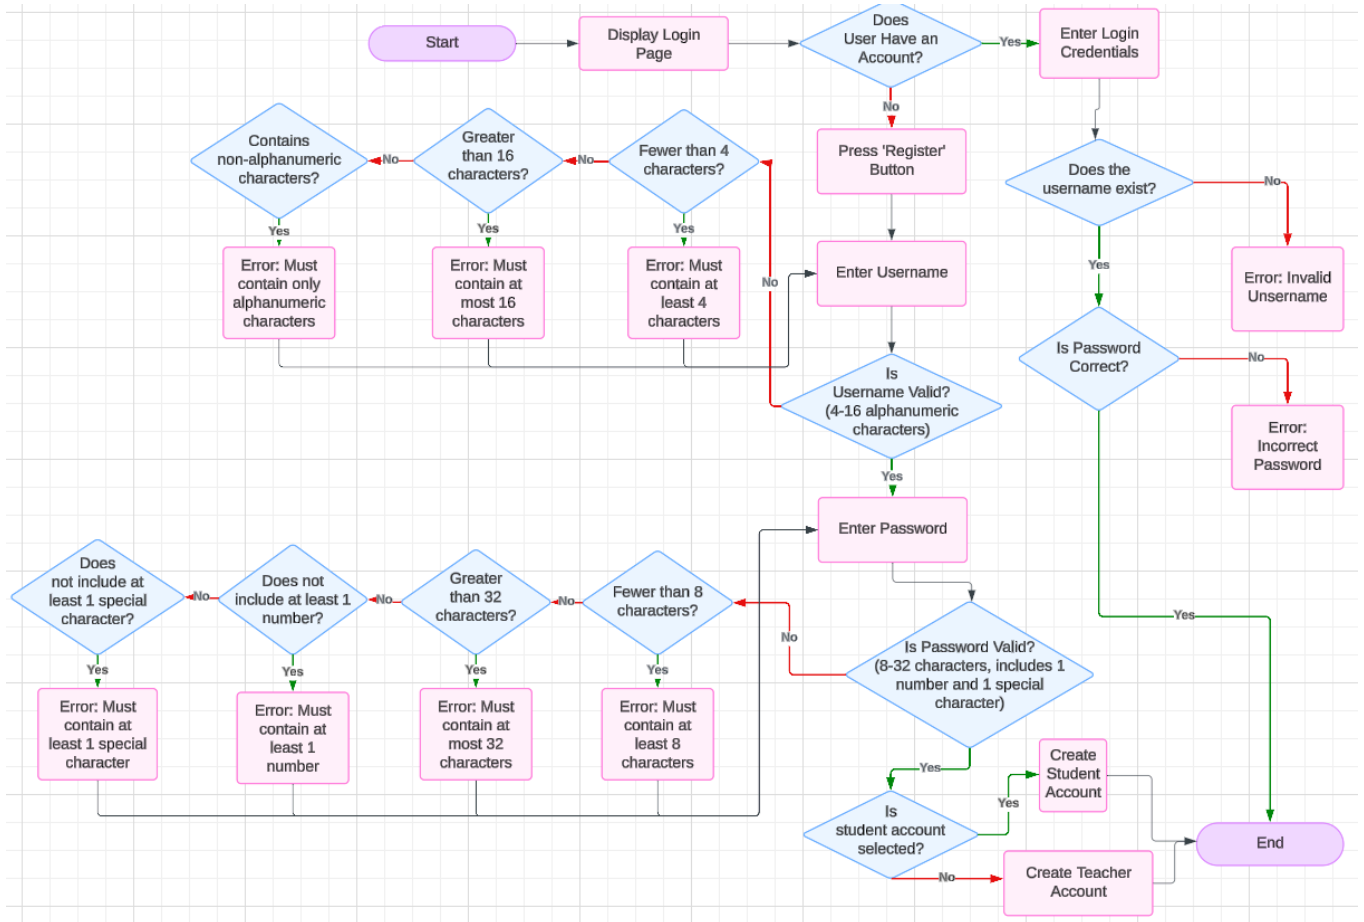 Start
Display Login
Page
Does
User Have an
Account?
Yes
Enter Login
Credentials
No
Contains
non-alphanumeric
characters?
No
Greater
than 16
characters?
No
Fewer than 4
characters?
Press 'Register'
Button
Does the
username exist?
No
Yes
Yes
Yes
Error: Must
contain only
alphanumeric
characters
Error: Must
contain at
most 16
characters
Error: Must
contain at
least 4
characters
No
Enter Username
Yes
Error: Invalid
Unsername
Is
Username Valid?
(4-16 alphanumeric
characters)
Is Password
Correct?
No
Error:
Incorrect
Password
Yes
Enter Password
Does
not include at
least 1 special
character?
No
Does not
include at least 1
number?
No
Greater
than 32
characters?
No
Fewer than 8
characters?
No
Is Password Valid?
(8-32 characters, includes 1
number and 1 special
character)
Yes
Yes
Yes
Yes
Yes
Error: Must
contain at
least 1 special
character
Error: Must
contain at
least 1
number
Error: Must
contain at
most 32
characters
Error: Must
contain at
least 8
characters
Yes
Is
student account
selected?
Yes
Create
Student
Account
No
Create Teacher
Account
End